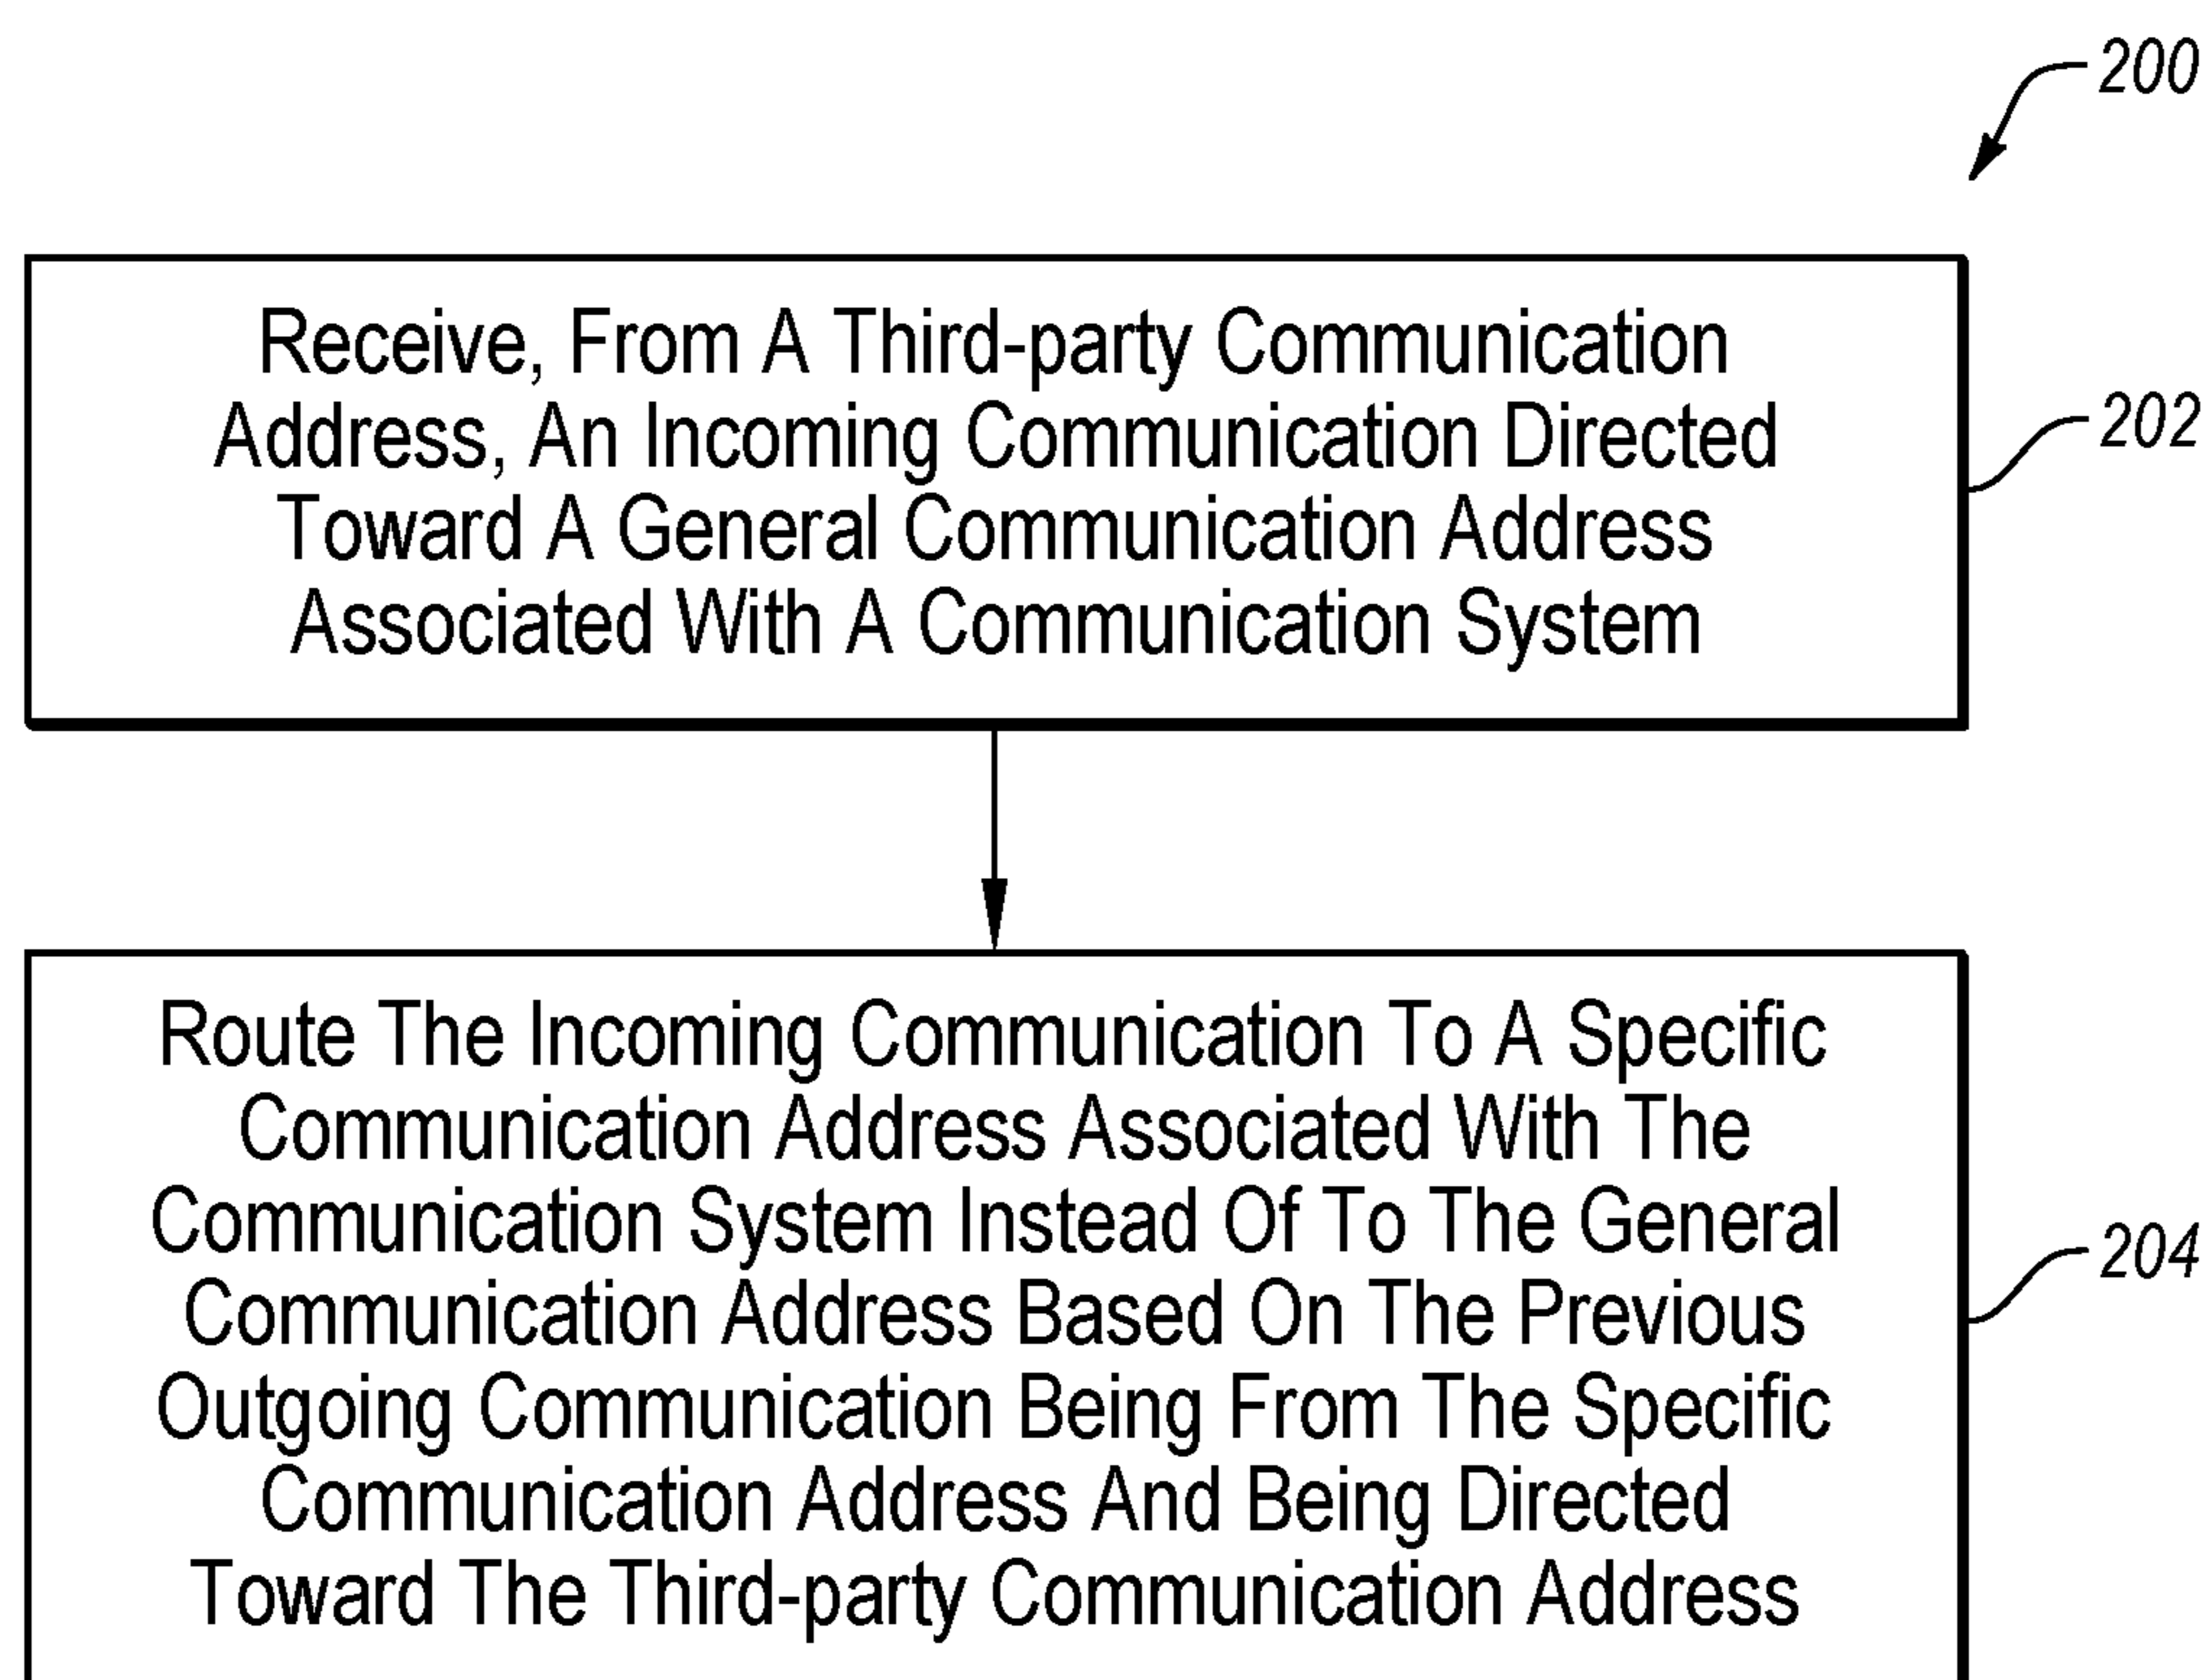 200
Receive, From A Third-party Communication
Address, An Incoming Communication Directed
Toward A General Communication Address
Associated With A Communication System
202
Route The Incoming Communication To A Specific
Communication Address Associated With The
Communication System Instead Of To The General
Communication Address Based On The Previous
Outgoing Communication Being From The Specific
Communication Address And Being Directed
Toward The Third-party Communication Address
204